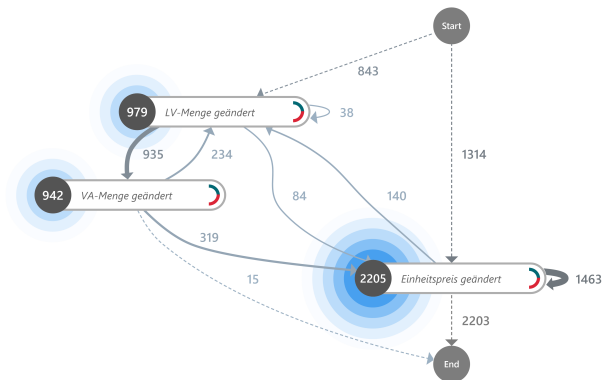 Start
843
979 LV-Menge geändert
38
935
234
1314
942 VA-Menge geändert
84
140
319
15
2205 Einheitspreis geändert
1463
2203
End